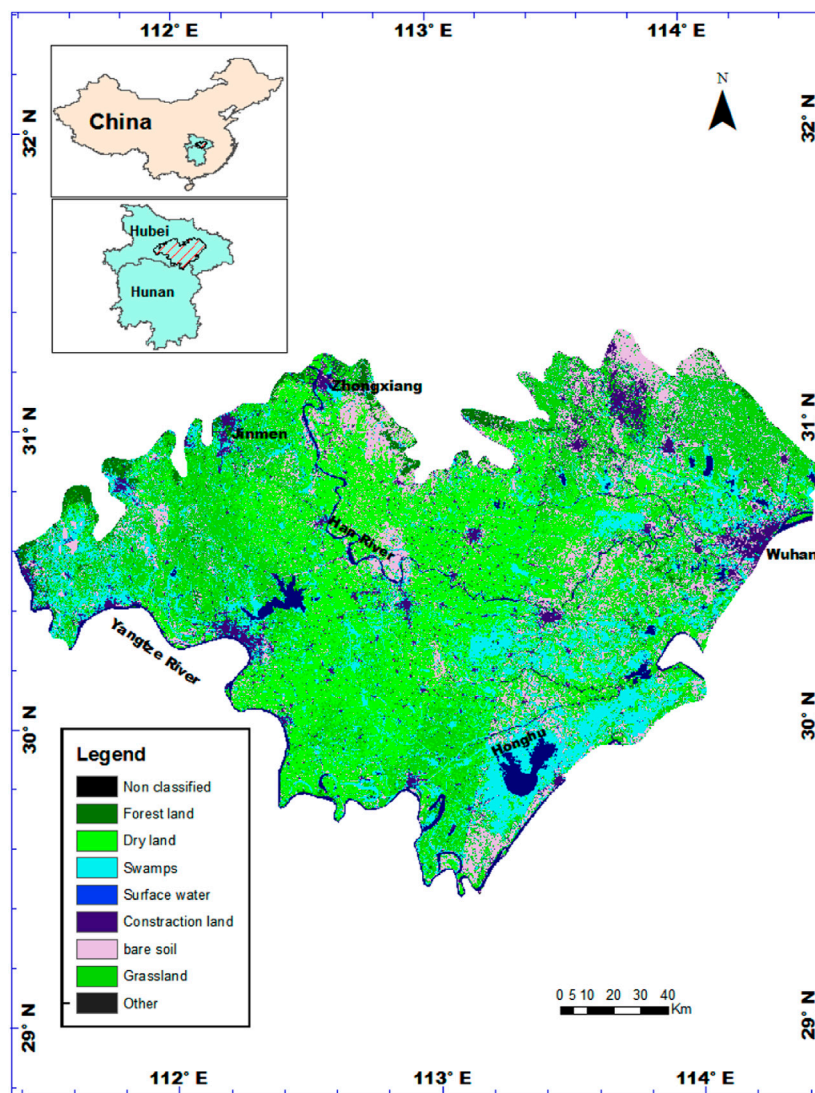 112° E 113° E 114° E
N
32° N
32° N
China
Hubei
Hunan
Zhongxiang
31° N
Jinmen
31° N
Han River
Wuhan
Yangtze River
30° N
30° N
Honghu
Legend
Non classified
Forest land
Dry land
Swamps
Surface water
Constraction land
bare soil
Grassland
Other
0 5 10 20 30 40
Km
29° N
29° N
112° E 113° E 114° E